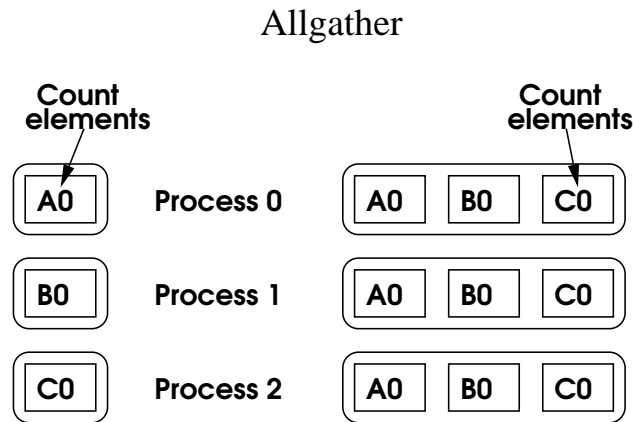 Allgather
Count elements
Count elements
A0 Process 0 A0 B0 C0
B0 Process 1 A0 B0 C0
C0 Process 2 A0 B0 C0